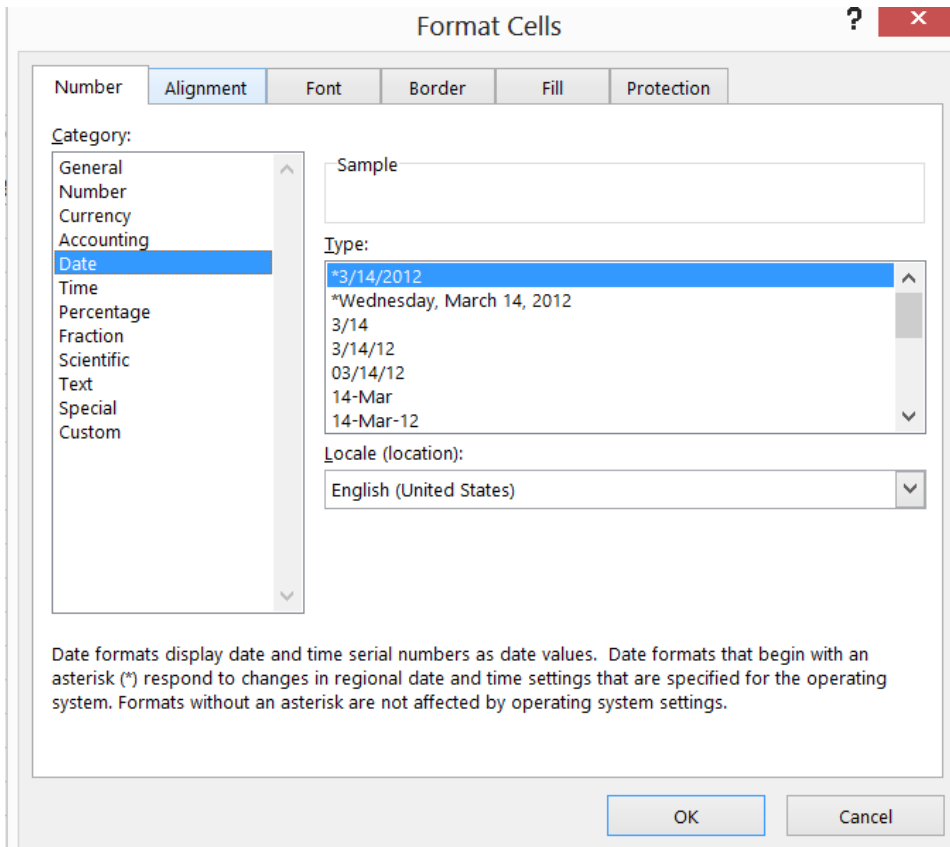 Format Cells
?
Number
Alignment
Font
Border
Fill
Protection
Category:
General
Number
Currency
Accounting
Date
Time
Percentage
Fraction
Scientific
Text
Special
Custom
Sample
Type:
*3/14/2012
*Wednesday, March 14, 2012
3/14
3/14/12
03/14/12
14-Mar
14-Mar-12
Locale (location):
English (United States)
Date formats display date and time serial numbers as date values.  Date formats that begin with an
asterisk (*) respond to changes in regional date and time settings that are specified for the operating
system. Formats without an asterisk are not affected by operating system settings.
OK
Cancel